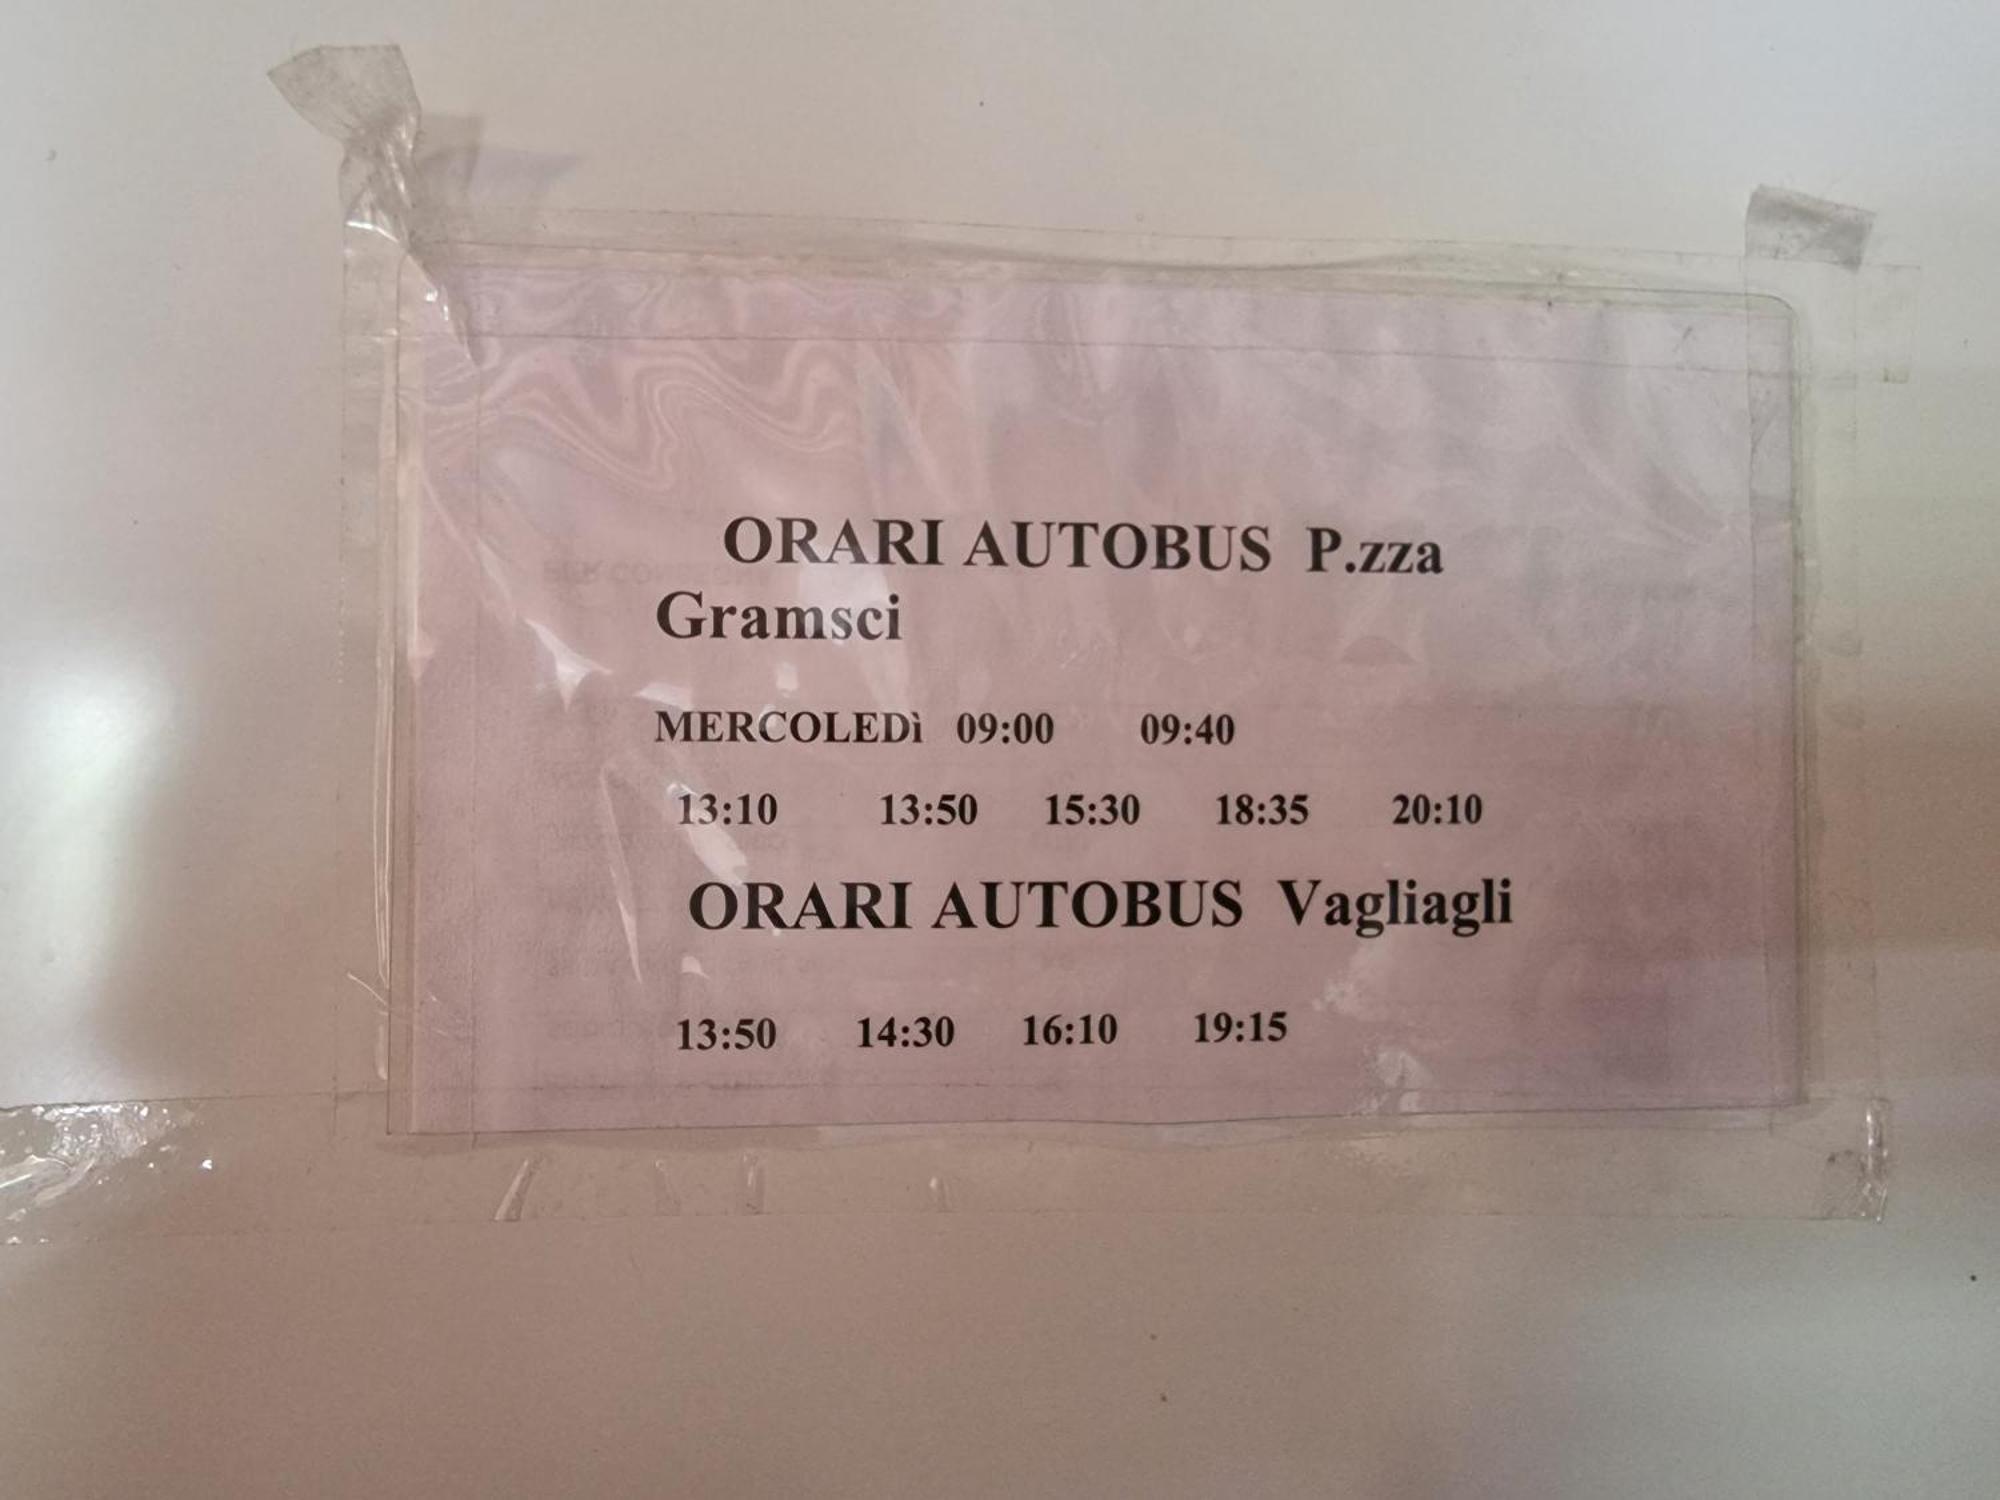 ORARI AUTOBUS P.zza
Gramsci
MERCOLEDì 09:00 09:40
13:10 13:50 15:30 18:35 20:10
ORARI AUTOBUS Vagliagli
13:50 14:30 16:10 19:15